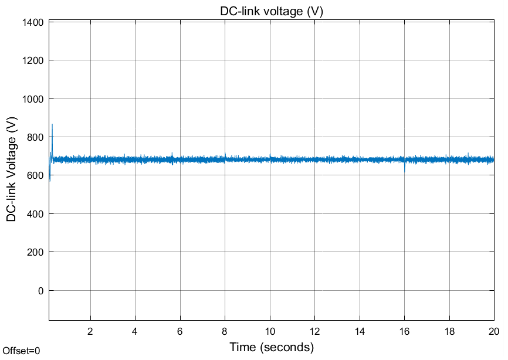 DC-link voltage (V)
1400
1200
1000
800
600
400
200
0
DC-link Voltage (V)
2 4 6 8 10 12 14 16 18 20
Time (seconds)
Offset=0